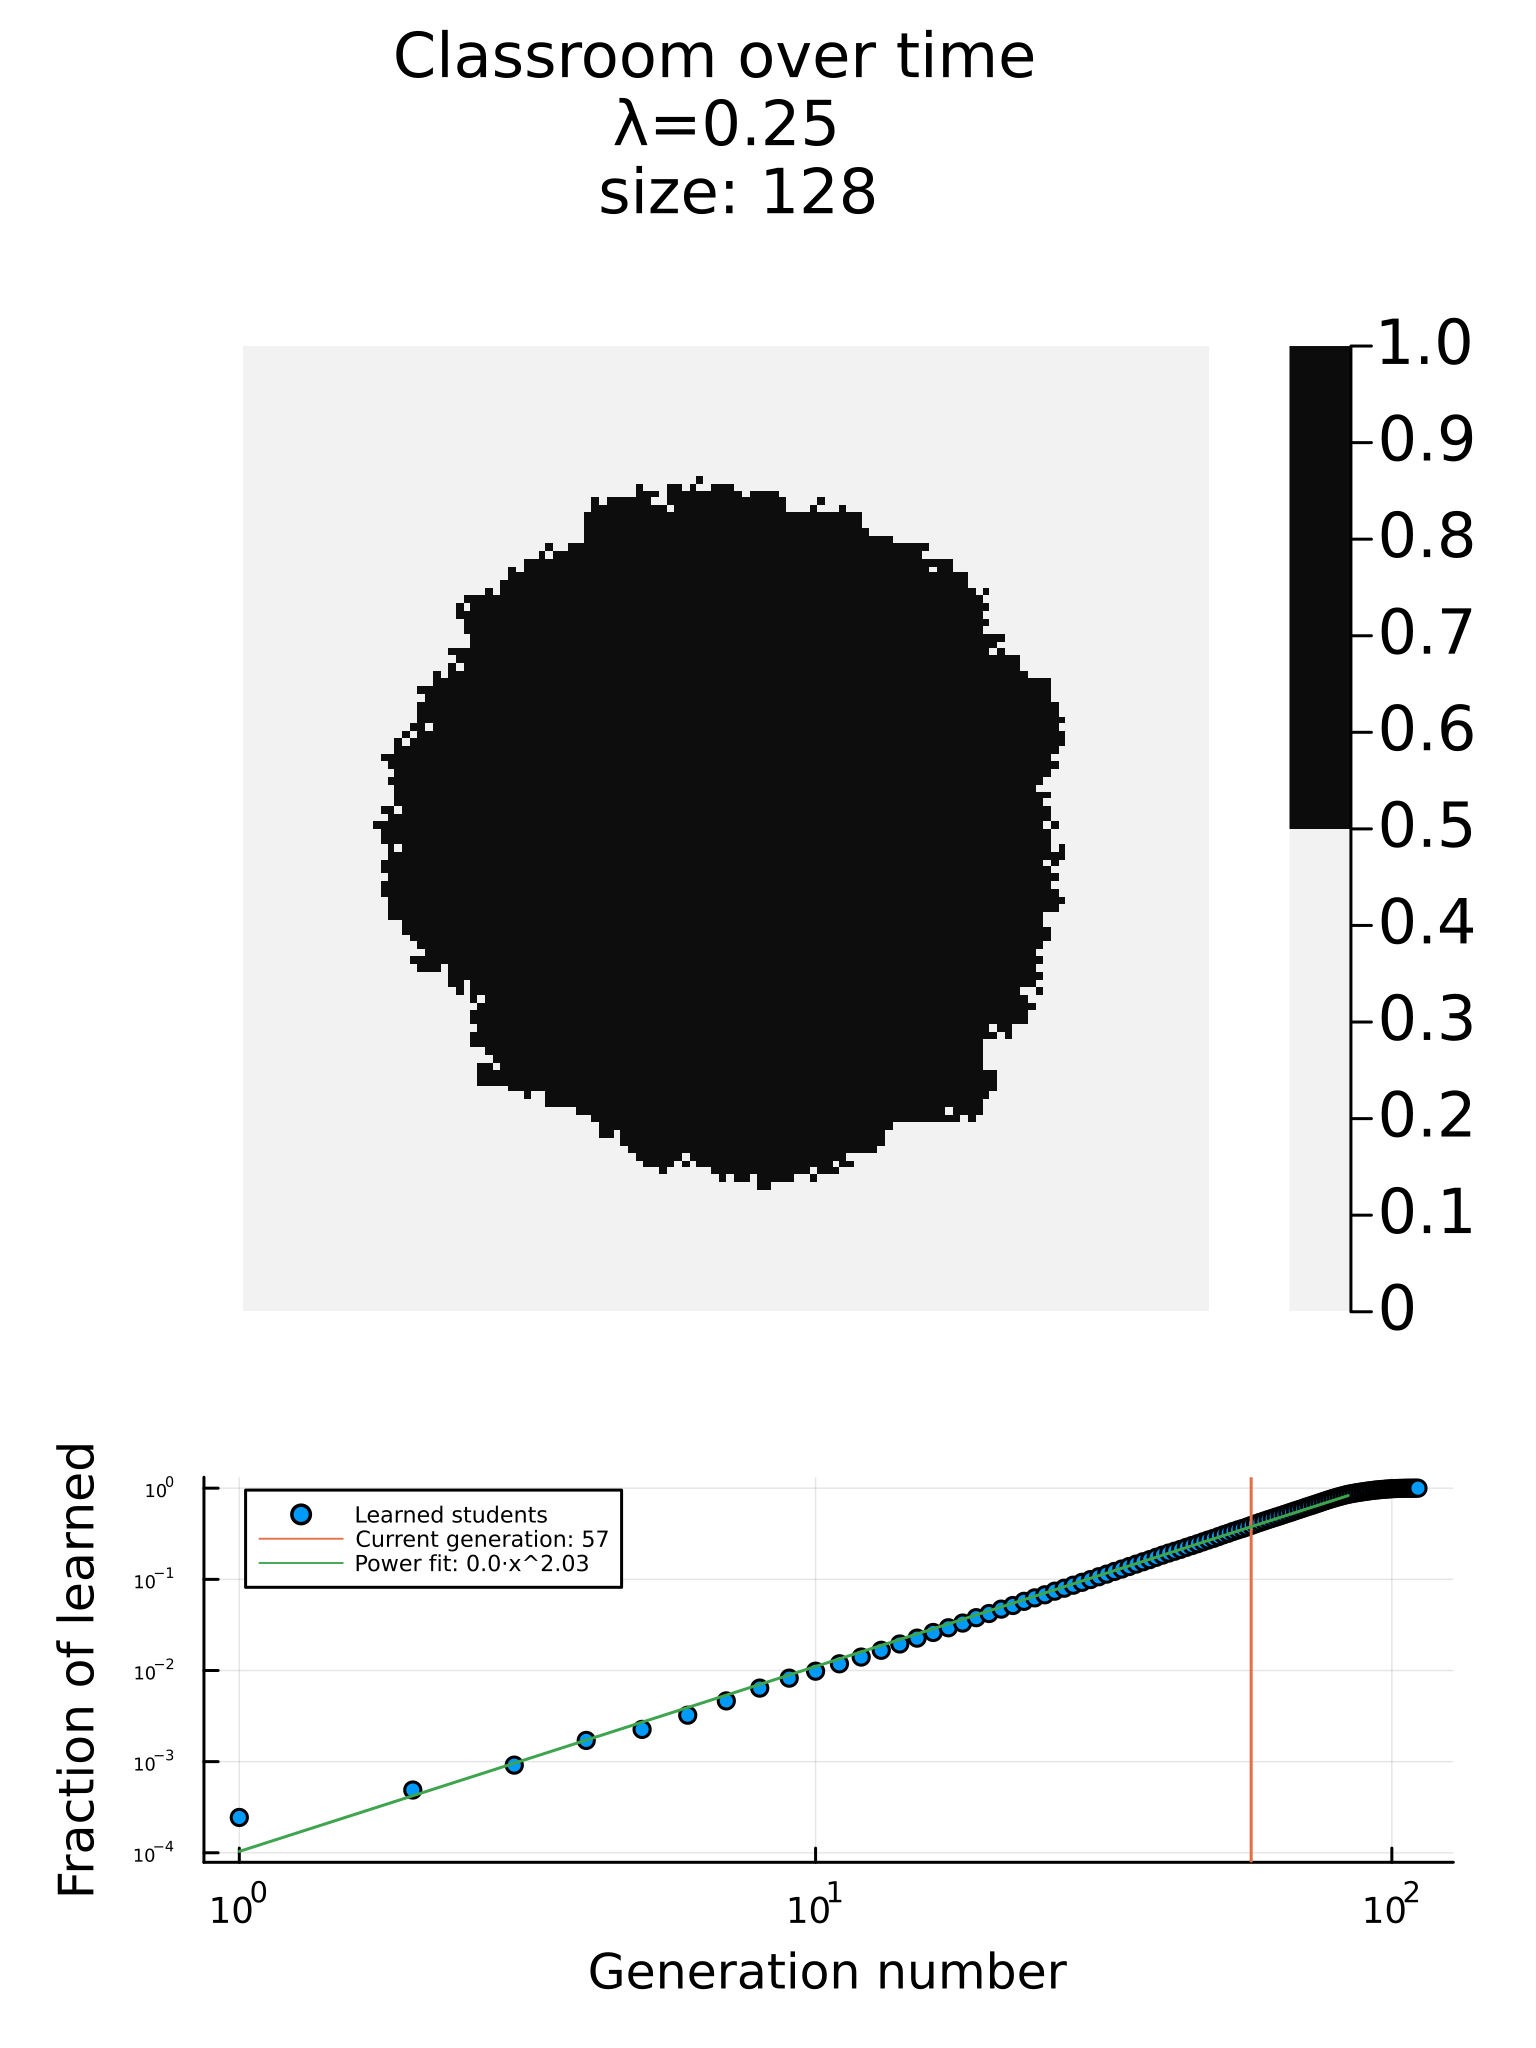 Classroom over time
λ=0.25
size: 128
1.0
0.9
0.8
0.7
0.6
0.5
0.4
0.3
0.2
0.1
0
Fraction of learned
10⁰
10⁻¹
10⁻²
10⁻³
10⁻⁴
Learned students
Current generation: 57
Power fit: 0.0·x^2.03
10⁰ 10¹ 10²
Generation number